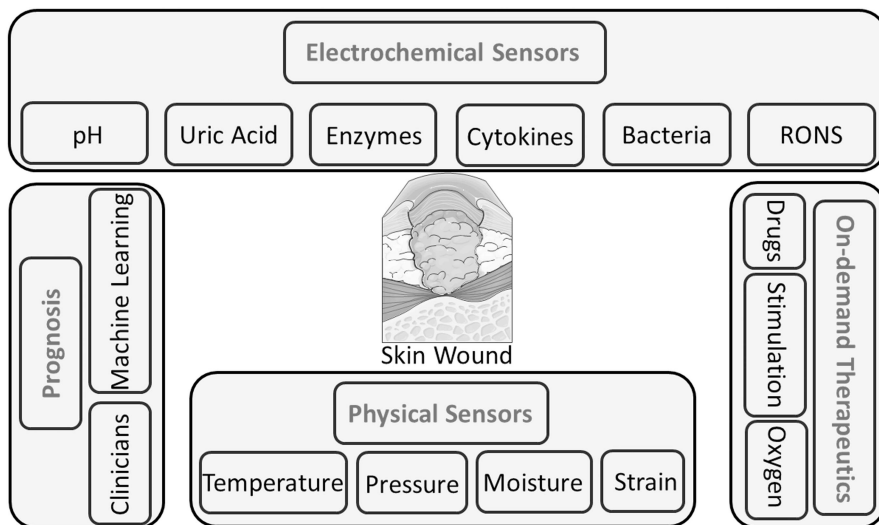 Electrochemical Sensors
pH
Uric Acid
Enzymes
Cytokines
Bacteria
RONS
Prognosis
Machine Learning
Clinicians
Skin Wound
Physical Sensors
Temperature
Pressure
Moisture
Strain
On-demand Therapeutics
Drugs
Stimulation
Oxygen